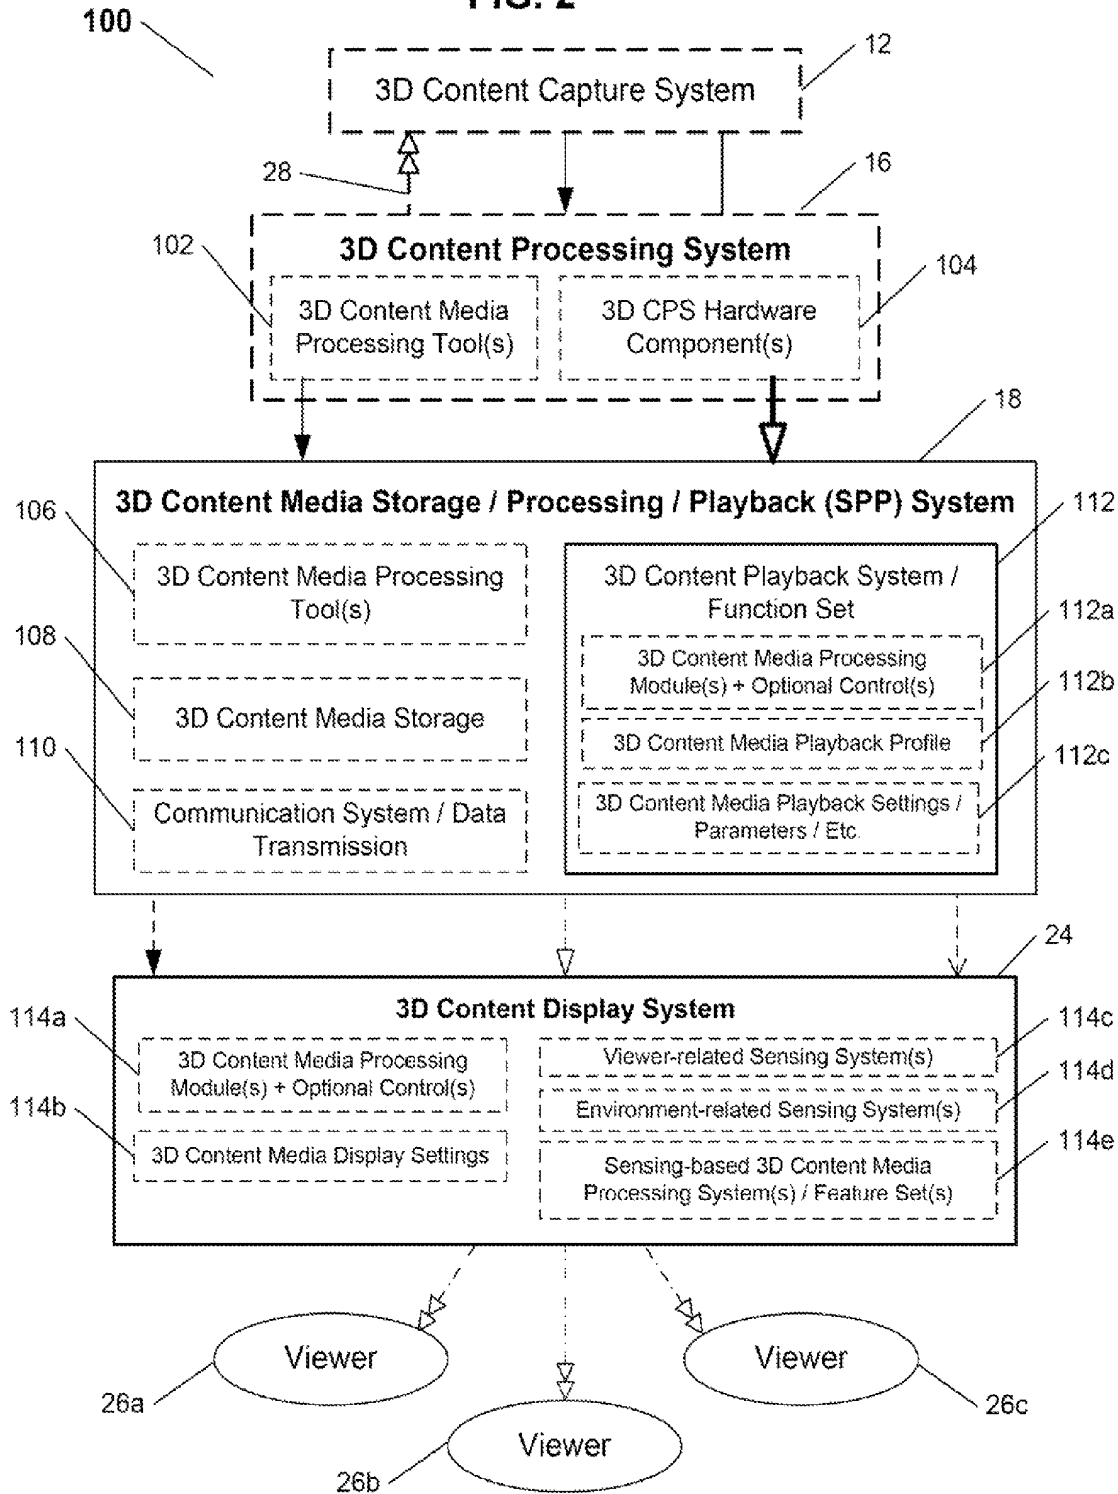 FIG. 2
100
12
3D Content Capture System
28
16
3D Content Processing System
102
104
3D Content Media
Processing Tool(s)
3D CPS Hardware
Component(s)
18
3D Content Media Storage / Processing / Playback (SPP) System
106
112
3D Content Media Processing
Tool(s)
3D Content Playback System /
Function Set
112a
108
3D Content Media Processing
Module(s) + Optional Control(s)
112b
3D Content Media Storage
3D Content Media Playback Profile
110
112c
Communication System / Data
Transmission
3D Content Media Playback Settings /
Parameters / Etc.
24
3D Content Display System
114a
114c
3D Content Media Processing
Module(s) + Optional Control(s)
Viewer-related Sensing System(s)
114d
114b
Environment-related Sensing System(s)
114e
3D Content Media Display Settings
Sensing-based 3D Content Media
Processing System(s) / Feature Set(s)
Viewer
Viewer
26a
26c
Viewer
26b